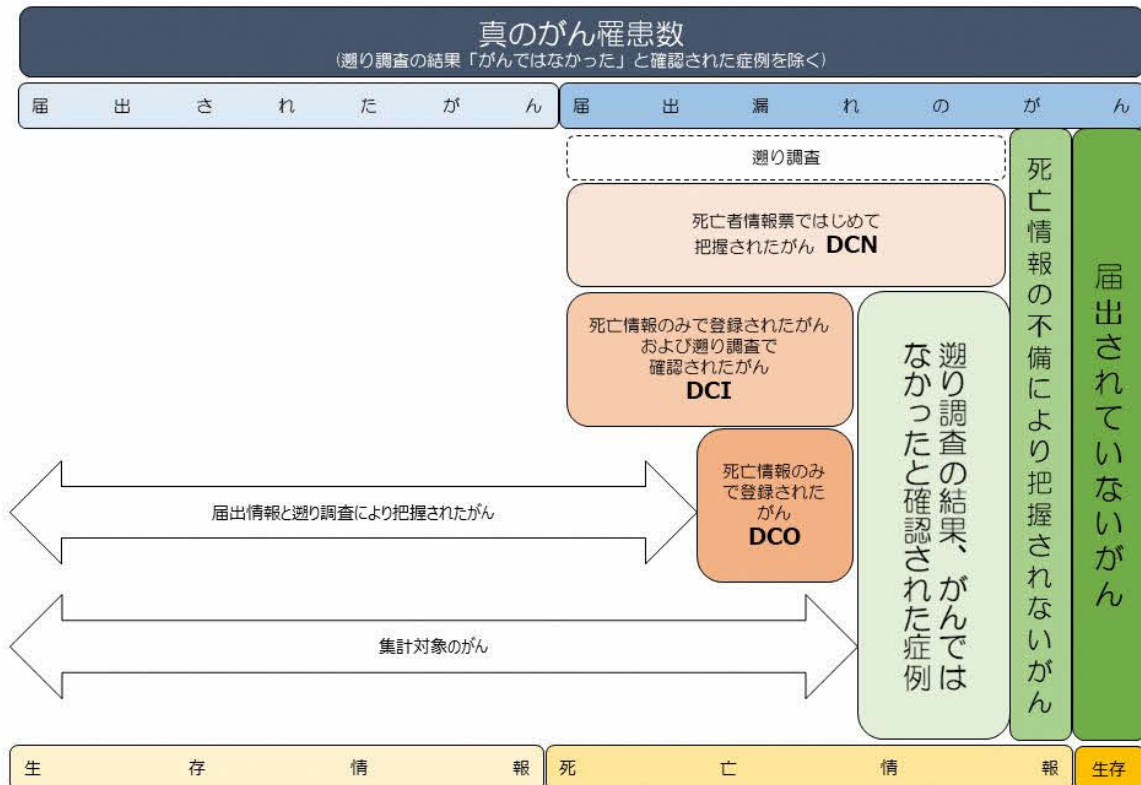 真のがん罹患数
(遡り調査の結果「がんではなかった」と確認された症例を除く)
届出されたがん
届出漏れのがん
遡り調査
死亡者情報票ではじめて
把握されたがん DCN
死亡情報のみで登録されたがん
および遡り調査で
確認されたがん
DCI
死亡情報のみ
で登録された
がん
DCO
遡り調査の結果、がんでは
なかったと確認された症例
死亡情報の不備により把握されないがん
届出されていないがん
届出情報と遡り調査により把握されたがん
集計対象のがん
生存情報
死亡情報
生存